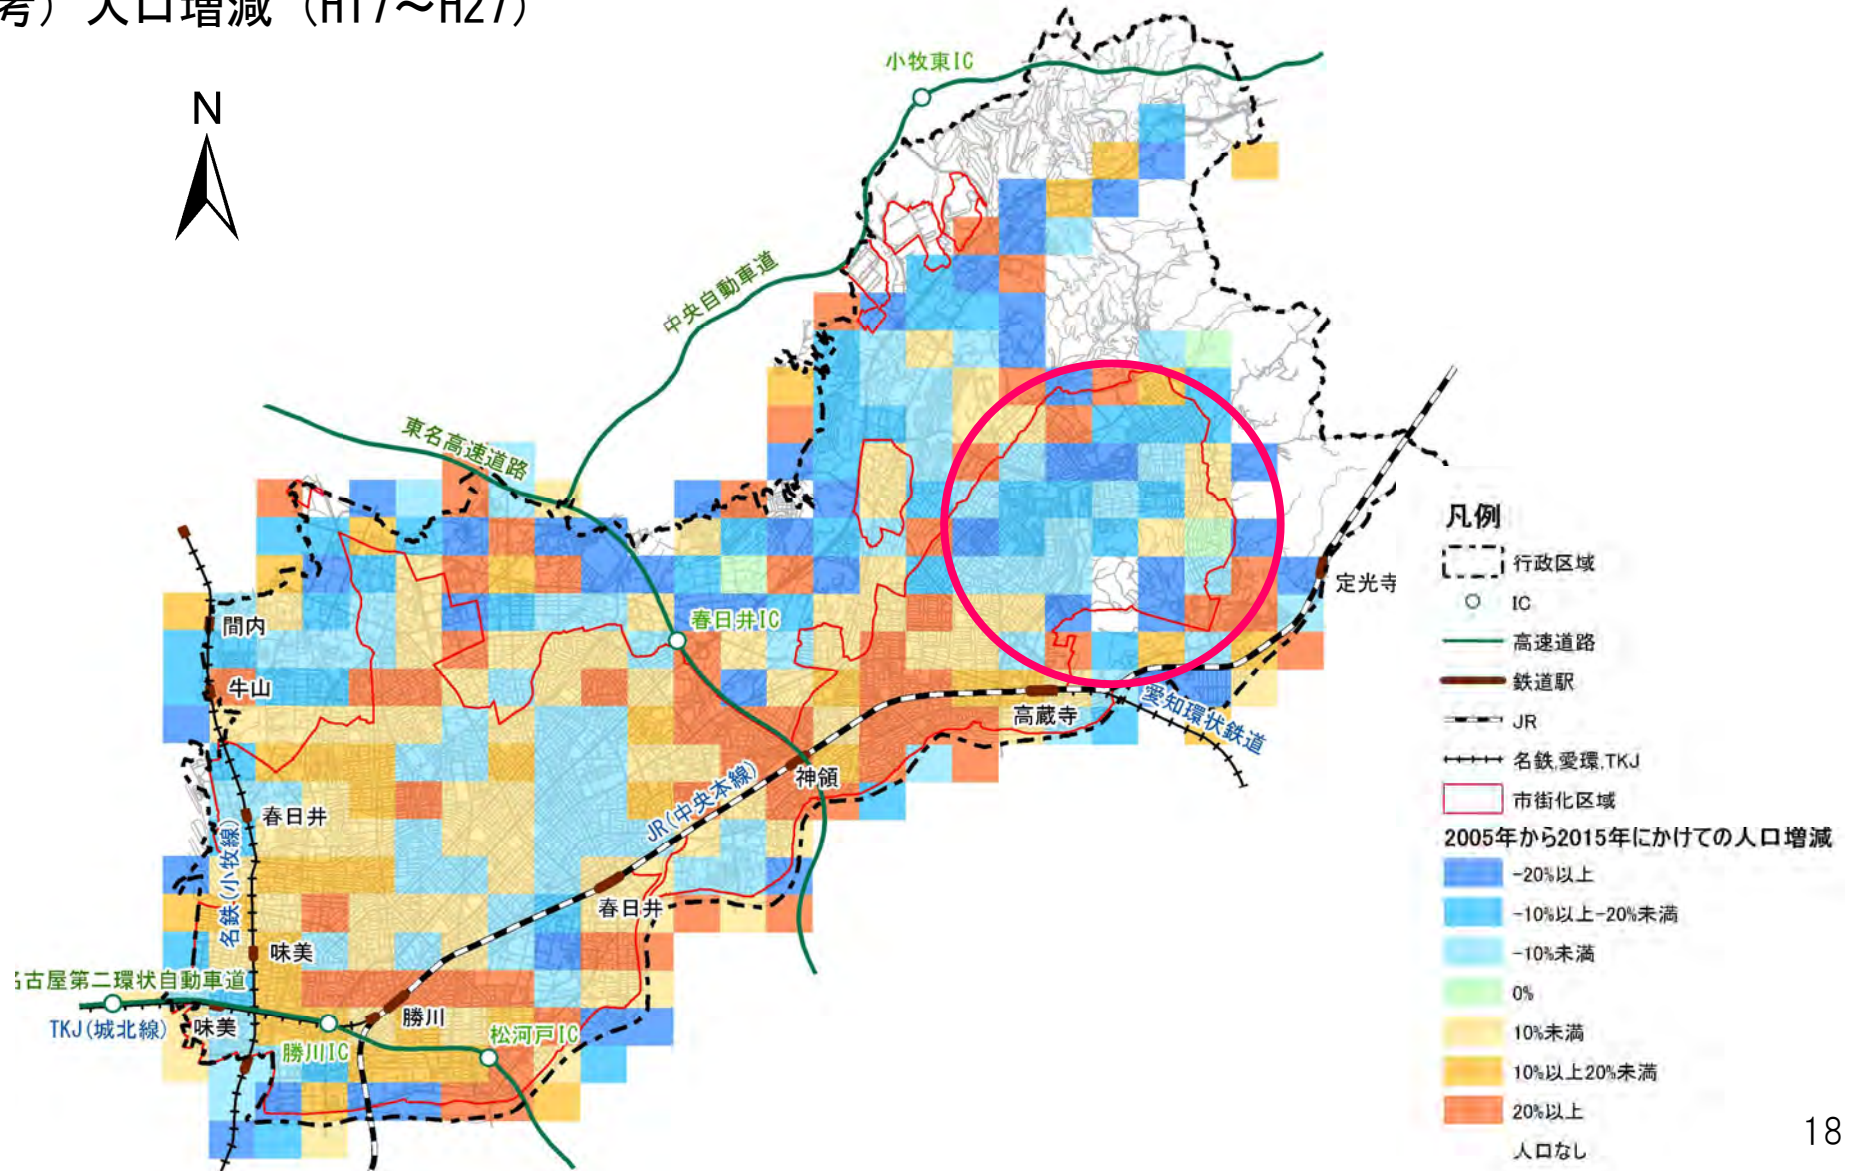 考) 人口増減 (H17～H27)
N
小牧東IC
中央自動車道
東名高速道路
春日井IC
間内
牛山
定光寺
高蔵寺
愛知環状鉄道
神領
JR(中央本線)
春日井
名鉄(小牧線)
春日井
味美
名古屋第二環状自動車道
TKJ(城北線)
味美
勝川
勝川IC
松河戸IC
凡例
行政区域
IC
高速道路
鉄道駅
JR
名鉄,愛環,TKJ
市街化区域
2005年から2015年にかけての人口増減
-20%以上
-10%以上-20%未満
-10%未満
0%
10%未満
10%以上20%未満
20%以上
人口なし
18